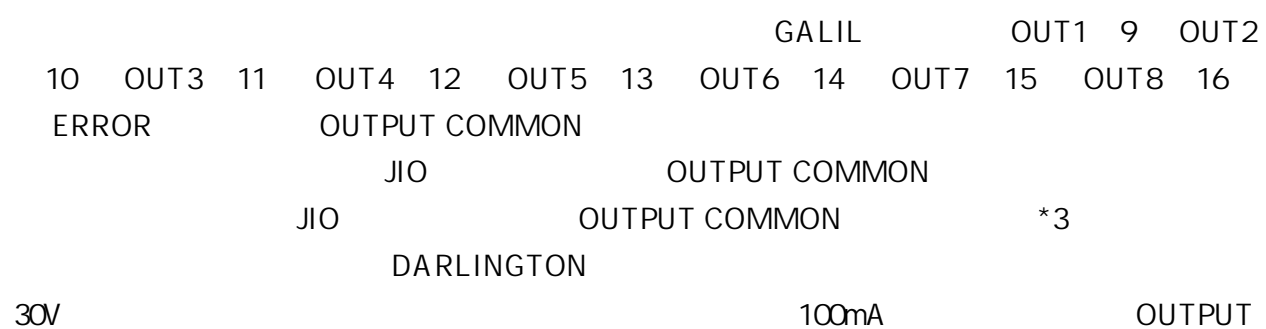 GALIL OUT1 9 OUT2
10 OUT3 11 OUT4 12 OUT5 13 OUT6 14 OUT7 15 OUT8 16
ERROR OUTPUT COMMON
JIO OUTPUT COMMON
JIO OUTPUT COMMON *3
DARLINGTON
30V 100mA OUTPUT